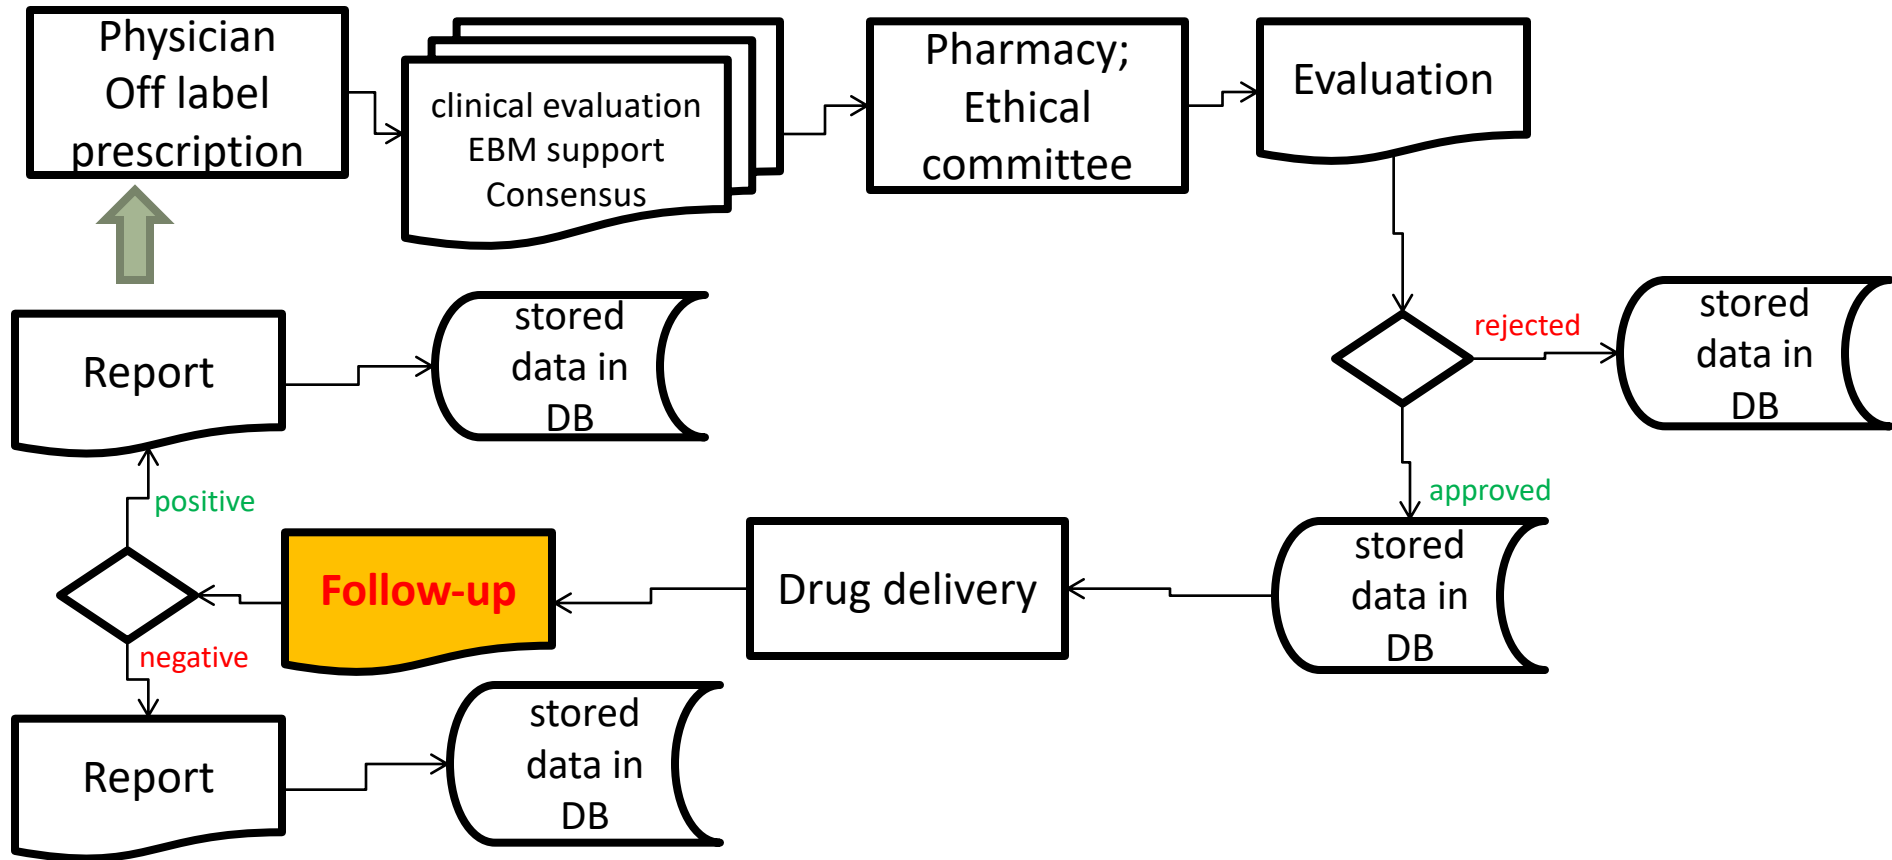 Physician
Off label
prescription
clinical evaluation
EBM support
Consensus
Pharmacy;
Ethical
committee
Evaluation
rejected
stored
data in
DB
approved
stored
data in
DB
Drug delivery
Follow-up
positive
Report
stored
data in
DB
negative
Report
stored
data in
DB